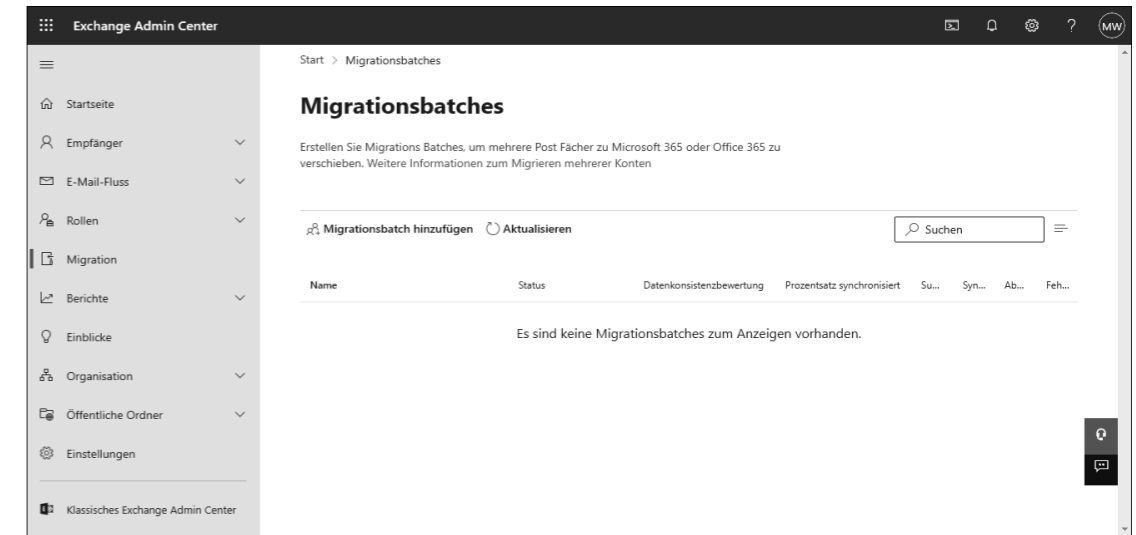 Exchange Admin Center
MW
Start > Migrationsbatches
Startseite
Empfänger
E-Mail-Fluss
Rollen
Migration
Berichte
Einblicke
Organisation
Öffentliche Ordner
Einstellungen
Klassisches Exchange Admin Center
Migrationsbatches
Erstellen Sie Migrations Batches, um mehrere Post Fächer zu Microsoft 365 oder Office 365 zu
verschieben. Weitere Informationen zum Migrieren mehrerer Konten
Migrationsbatch hinzufügen Aktualisieren Suchen
Name Status Datenkonsistenzbewertung Prozentsatz synchronisiert Su... Syn... Ab... Feh...
Es sind keine Migrationsbatches zum Anzeigen vorhanden.